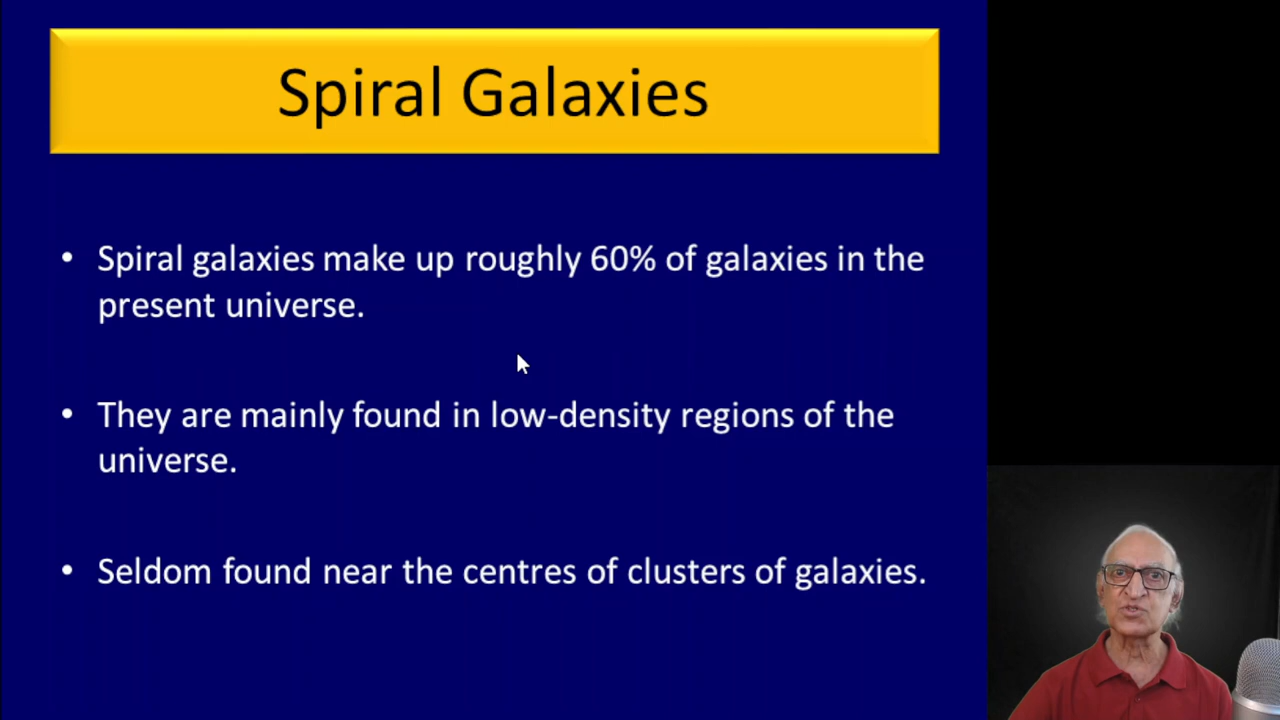 Spiral Galaxies
• Spiral galaxies make up roughly 60% of galaxies in the
present universe.
• They are mainly found in low-density regions of the
universe.
• Seldom found near the centres of clusters of galaxies.